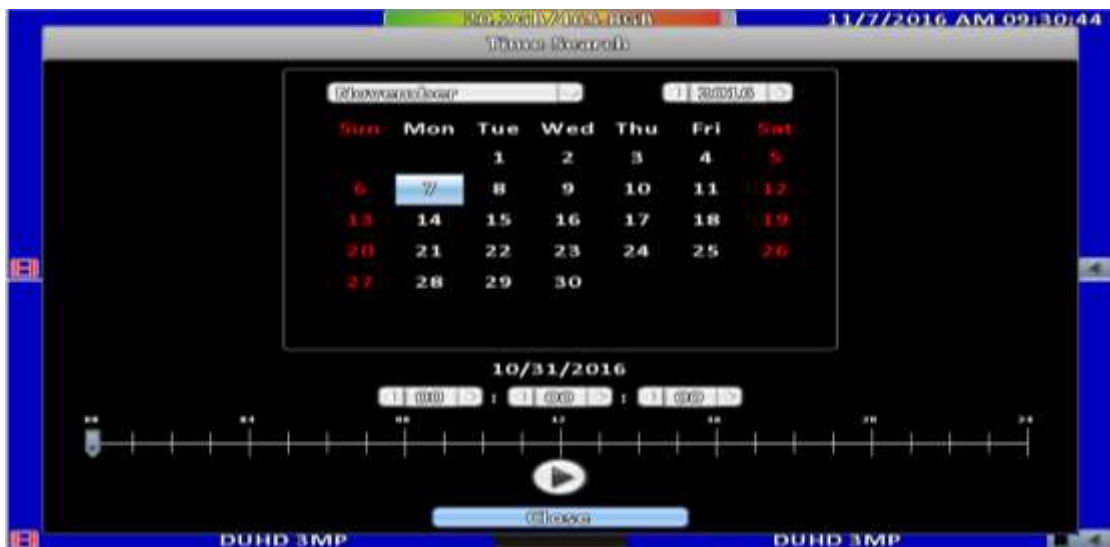 11/7/2016 AM 09:30:44
Time Search
November 2016
Sun Mon Tue Wed Thu Fri Sat
1 2 3 4 5
6 7 8 9 10 11 12
13 14 15 16 17 18 19
20 21 22 23 24 25 26
27 28 29 30
10/31/2016
00 : 00 : 00
Close
DUHD 3MP DUHD 3MP